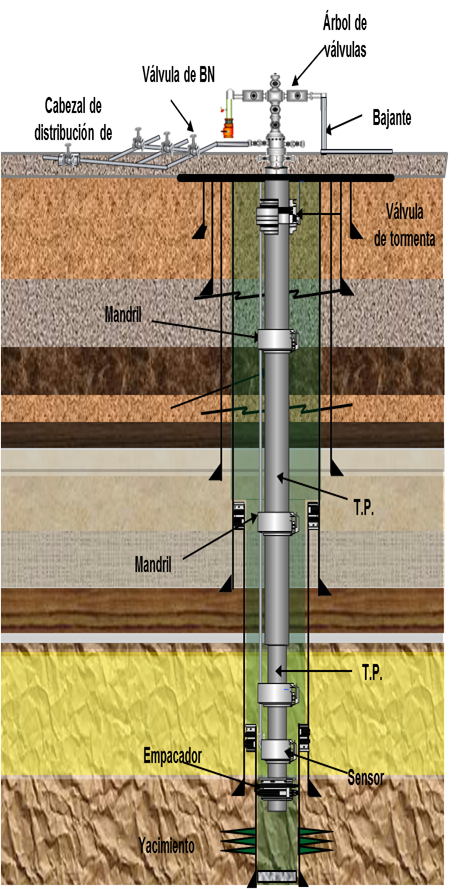 Árbol de
válvulas
Válvula de BN
Cabezal de
distribución de
Bajante
Válvula
de tormenta
Mandril
T.P.
Mandril
T.P.
Empacador
Sensor
Yacimiento